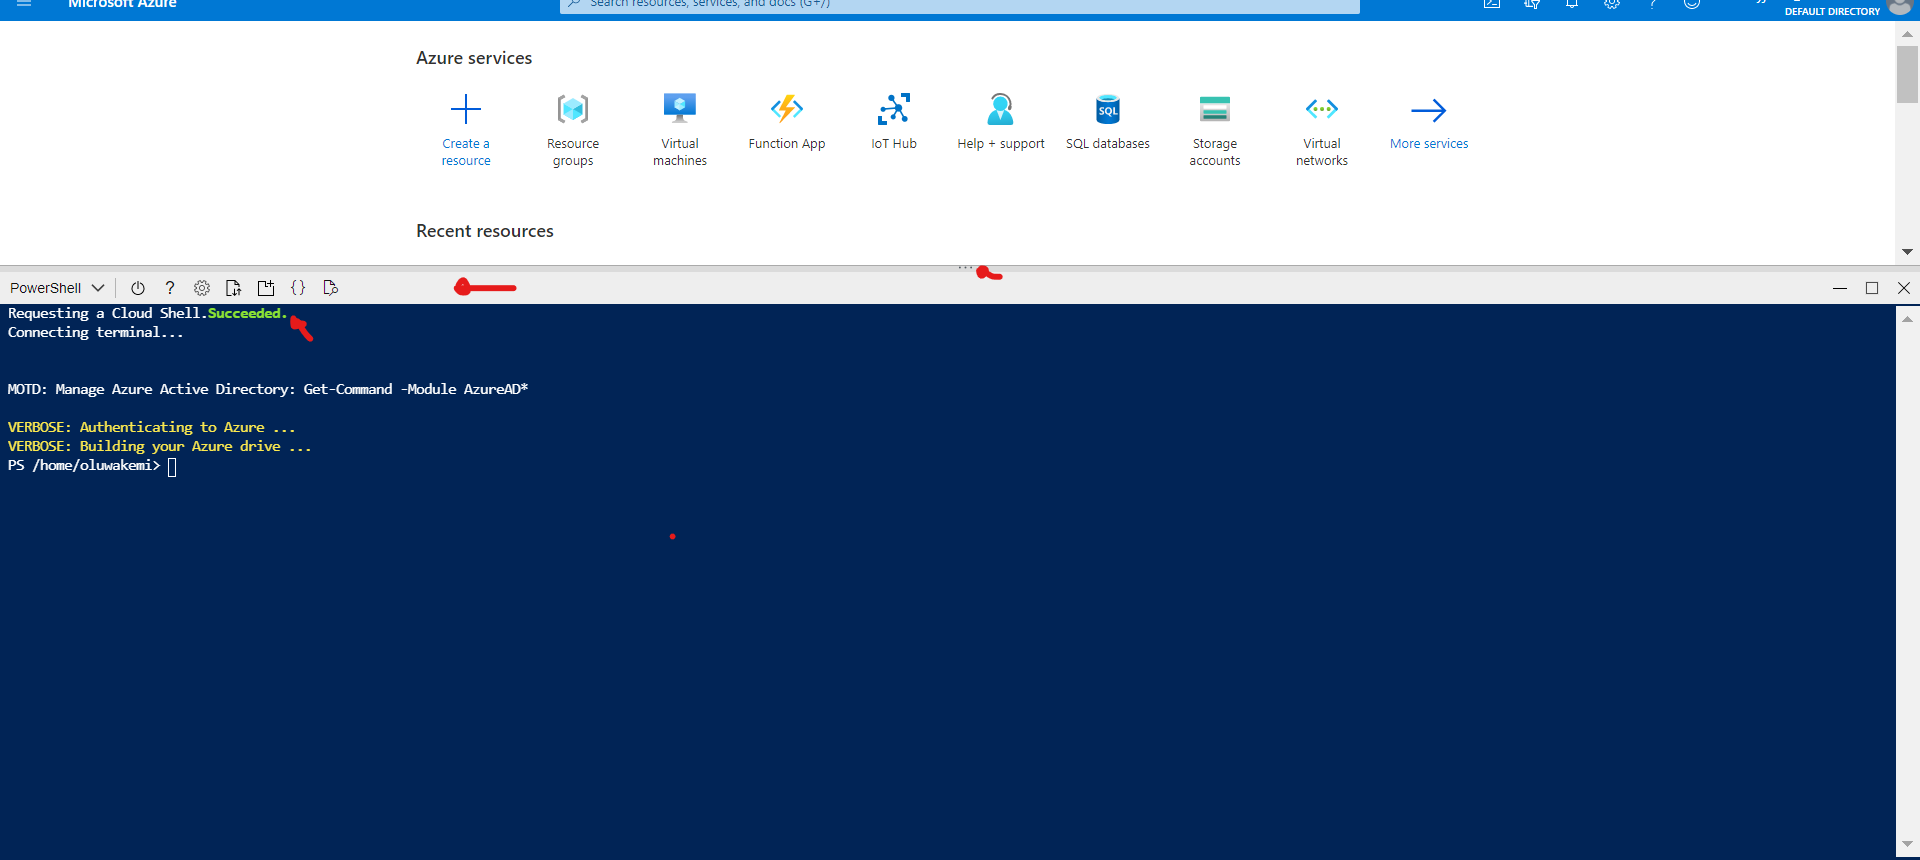 Microsoft Azure
Search resources, services, and docs (G+/)
DEFAULT DIRECTORY
Azure services
Create a resource
Resource groups
Virtual machines
Function App
IoT Hub
Help + support
SQL
SQL databases
Storage accounts
Virtual networks
More services
Recent resources
PowerShell
Requesting a Cloud Shell.Succeeded.
Connecting terminal...
MOTD: Manage Azure Active Directory: Get-Command -Module AzureAD*
VERBOSE: Authenticating to Azure ...
VERBOSE: Building your Azure drive ...
PS /home/oluwakemi>